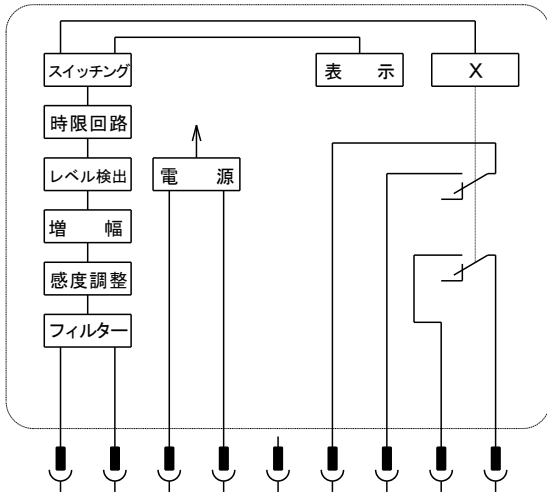 スイッチング
表 示
X
時限回路
レベル検出
電 源
増 幅
感度調整
フィルター